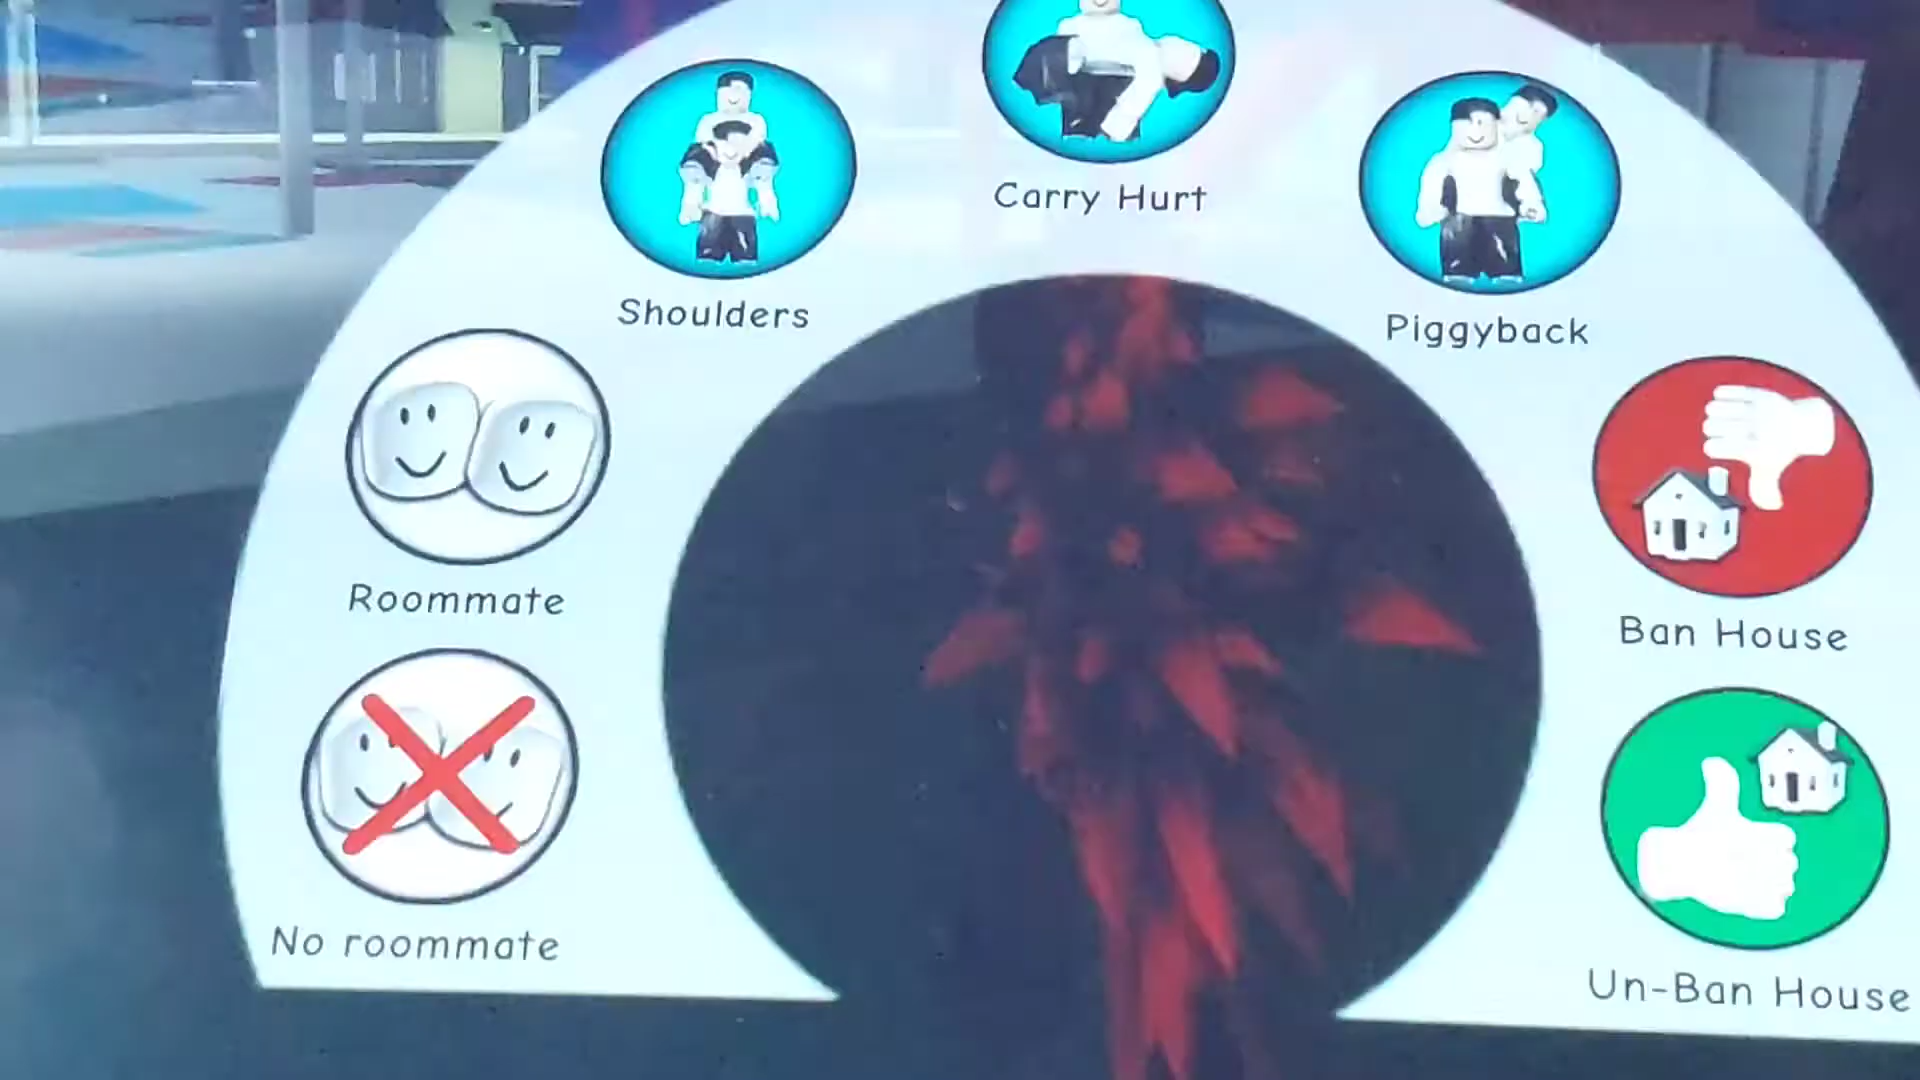 Carry Hurt
Shoulders
Piggyback
Roommate
Ban House
No roommate
Un-Ban House